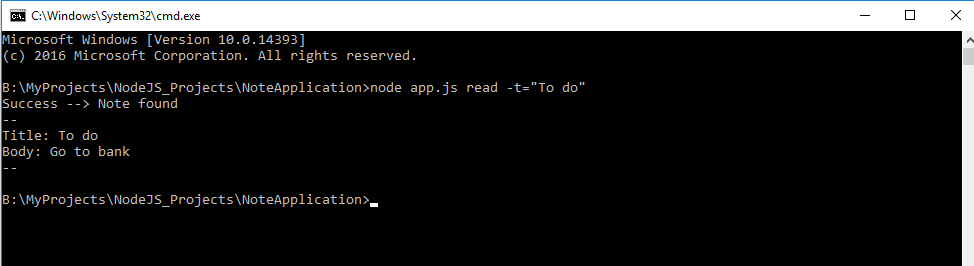 C:\Windows\System32\cmd.exe
Microsoft Windows [Version 10.0.14393]
(c) 2016 Microsoft Corporation. All rights reserved.
B:\MyProjects\NodeJS_Projects\NoteApplication>node app.js read -t="To do"
Success --> Note found
--
Title: To do
Body: Go to bank
--
B:\MyProjects\NodeJS_Projects\NoteApplication>